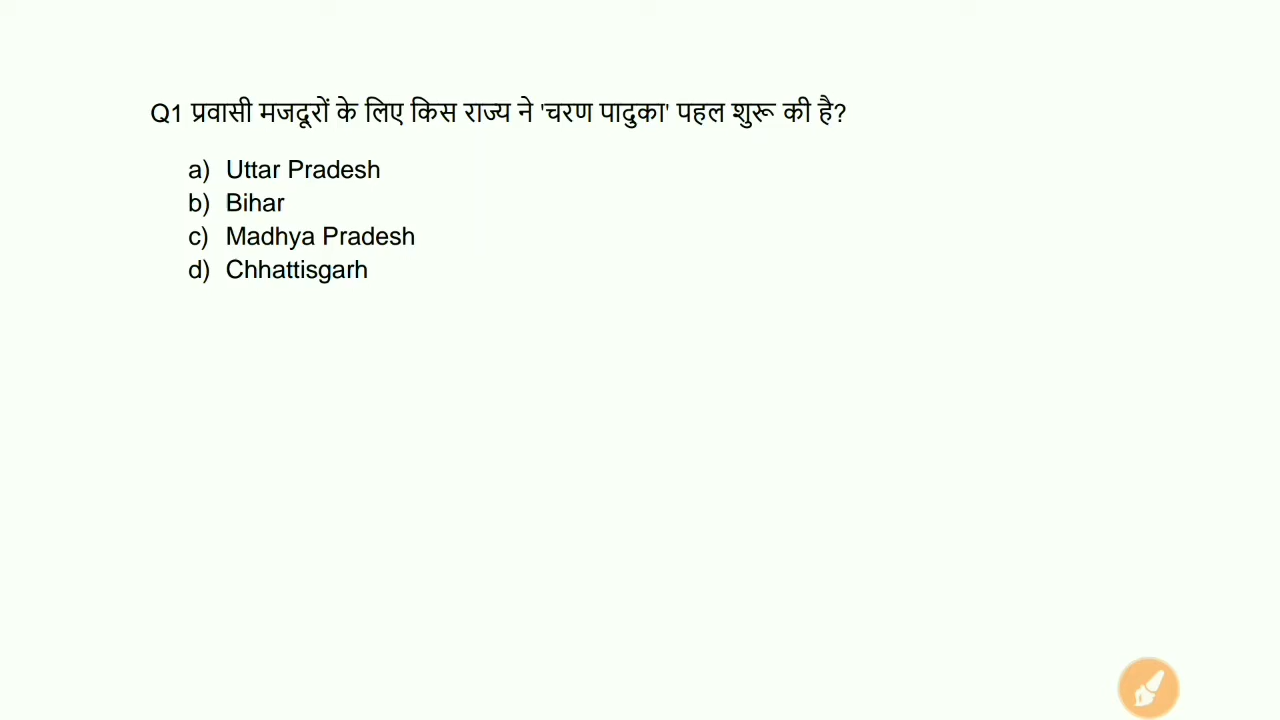 Q1 प्रवासी मजदूरों के लिए किस राज्य ने 'चरण पादुका' पहल शुरू की है?
a) Uttar Pradesh
b) Bihar
c) Madhya Pradesh
d) Chhattisgarh